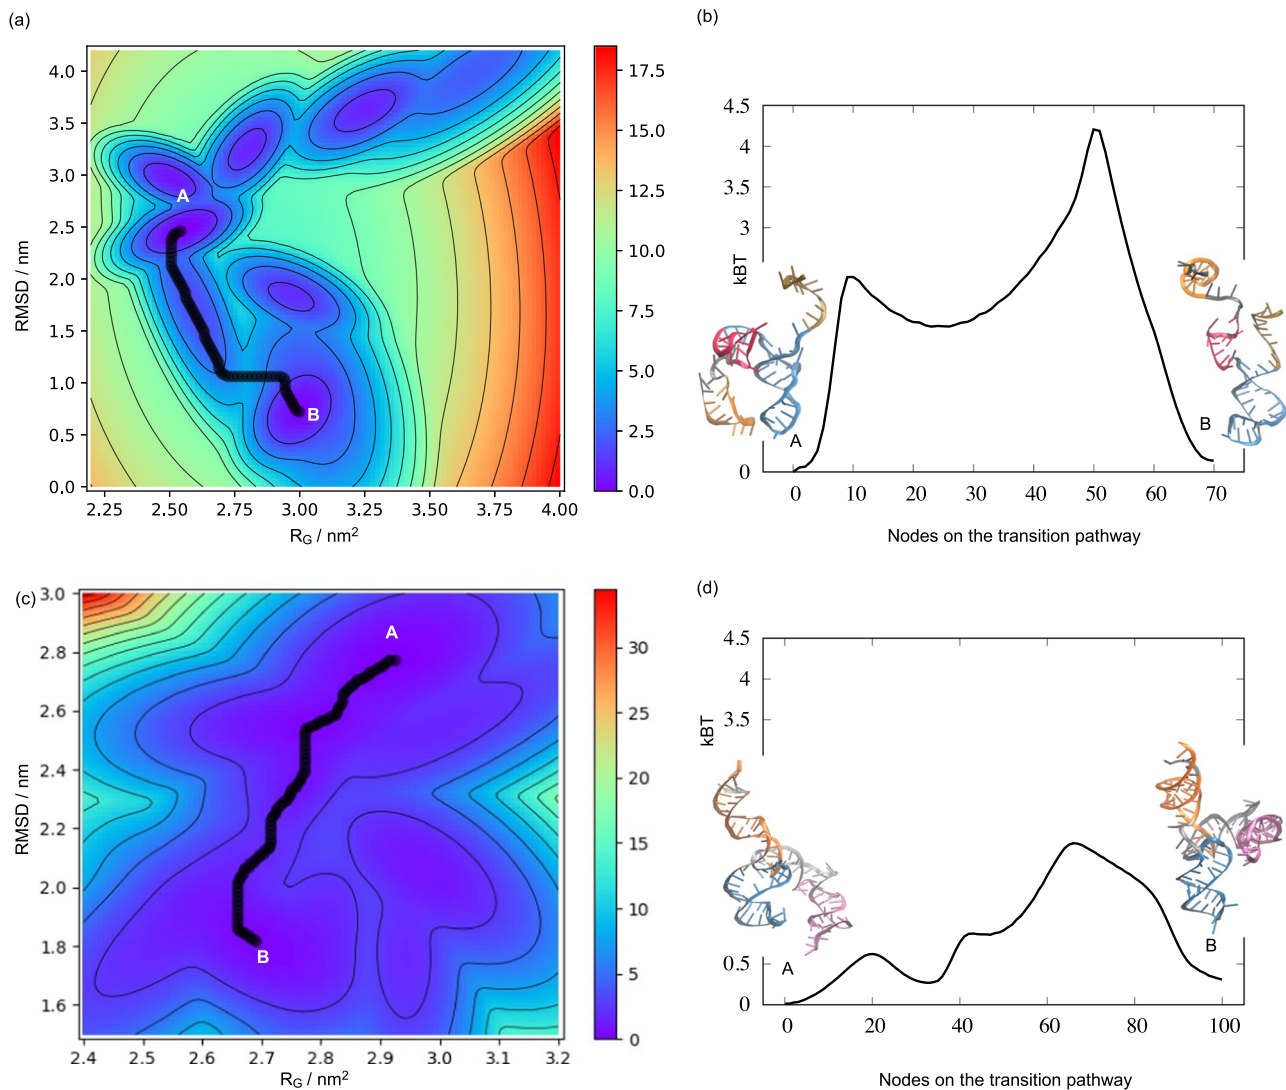 (a)
4.0
3.5
3.0
2.5
2.0
1.5
1.0
0.5
0.0
RMSD / nm
A
B
2.25 2.50 2.75 3.00 3.25 3.50 3.75 4.00
R_G / nm²
17.5
15.0
12.5
10.0
7.5
5.0
2.5
0.0
(b)
4.5
4
3.5
3
0
kBT
A
B
0 10 20 30 40 50 60 70
Nodes on the transition pathway
(c)
3.0
2.8
2.6
2.4
2.2
2.0
1.8
1.6
RMSD / nm
A
B
2.4 2.5 2.6 2.7 2.8 2.9 3.0 3.1 3.2
R_G / nm²
30
25
20
15
10
5
0
(d)
4.5
4
3.5
0.5
0
kBT
A
B
0 20 40 60 80 100
Nodes on the transition pathway